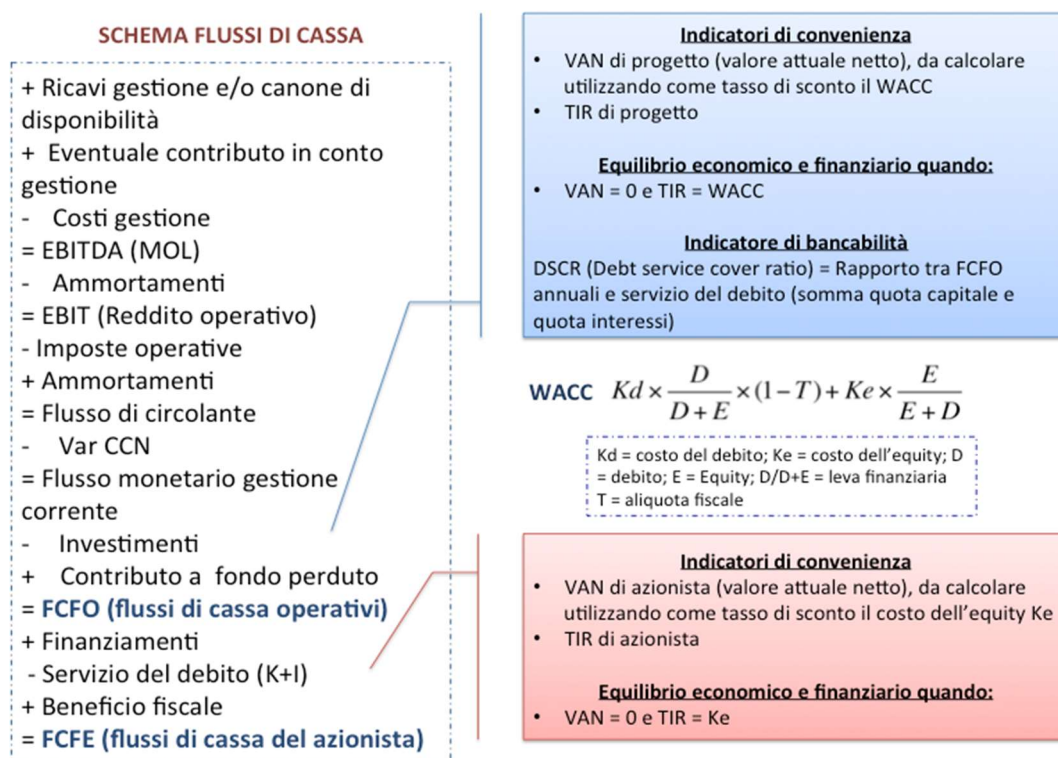 SCHEMA FLUSSI DI CASSA
+ Ricavi gestione e/o canone di
disponibilità
+ Eventuale contributo in conto
gestione
- Costi gestione
= EBITDA (MOL)
- Ammortamenti
= EBIT (Reddito operativo)
- Imposte operative
+ Ammortamenti
= Flusso di circolante
- Var CCN
= Flusso monetario gestione
corrente
- Investimenti
+ Contributo a fondo perduto
= FCFO (flussi di cassa operativi)
+ Finanziamenti
- Servizio del debito (K+I)
+ Beneficio fiscale
= FCFE (flussi di cassa del azionista)
Indicatori di convenienza
• VAN di progetto (valore attuale netto), da calcolare
utilizzando come tasso di sconto il WACC
• TIR di progetto
Equilibrio economico e finanziario quando:
• VAN = 0 e TIR = WACC
Indicatore di bancabilità
DSCR (Debt service cover ratio) = Rapporto tra FCFO
annuali e servizio del debito (somma quota capitale e
quota interessi)
WACC Kd × D/(D + E) × (1 − T) + Ke × E/(E + D)
Kd = costo del debito; Ke = costo dell'equity; D
= debito; E = Equity; D/D+E = leva finanziaria
T = aliquota fiscale
Indicatori di convenienza
• VAN di azionista (valore attuale netto), da calcolare
utilizzando come tasso di sconto il costo dell'equity Ke
• TIR di azionista
Equilibrio economico e finanziario quando:
• VAN = 0 e TIR = Ke